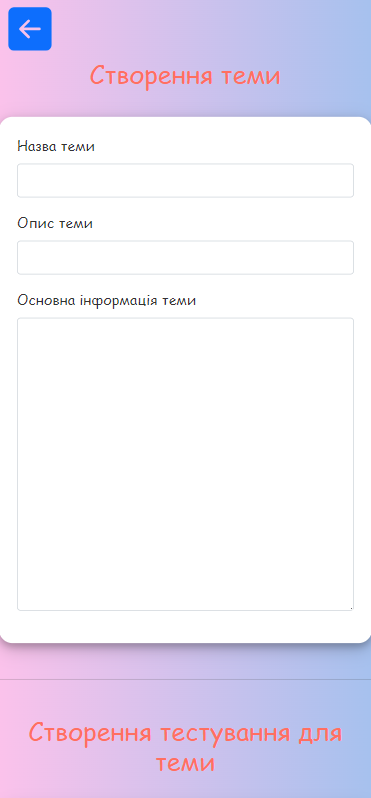 Створення теми
Назва теми
Опис теми
Основна інформація теми
Створення тестування для
теми